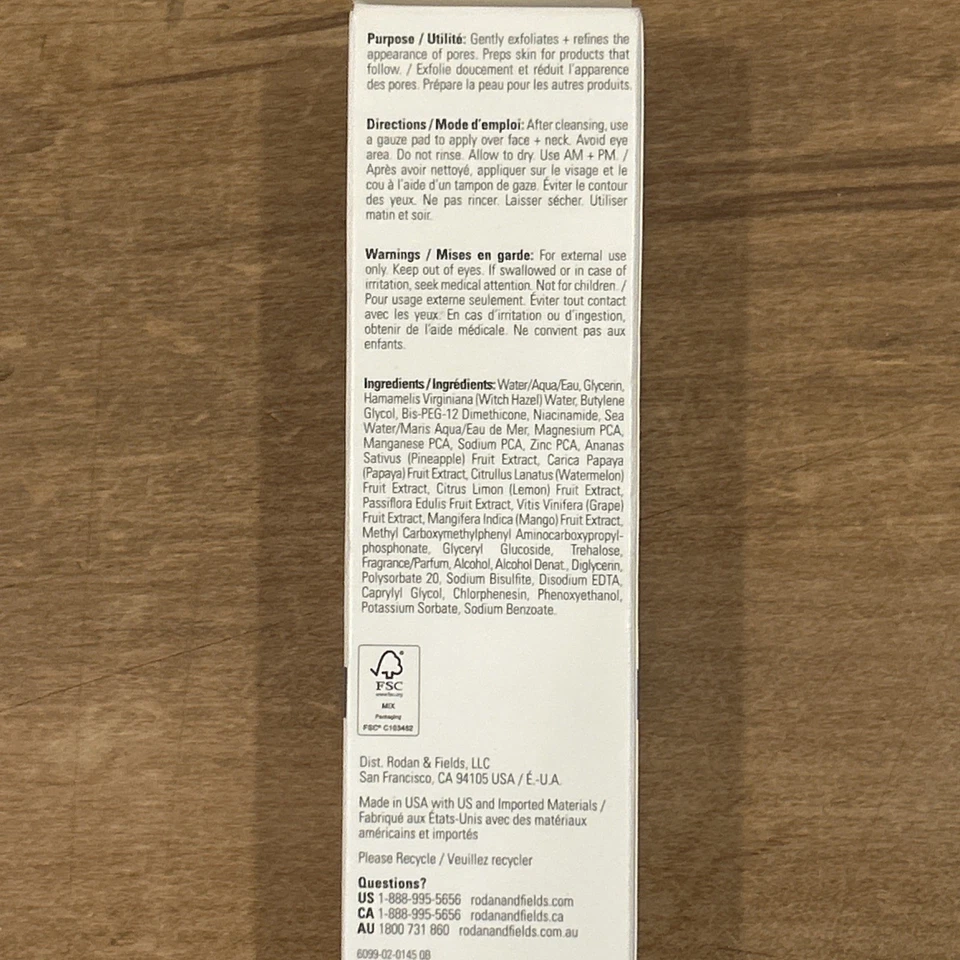 Purpose / Utilité: Gently exfoliates + refines the
appearance of pores. Preps skin for products that
follow. / Exfolie doucement et réduit l'apparence
des pores. Prépare la peau pour les autres produits.
Directions / Mode d'emploi: After cleansing, use
a gauze pad to apply over face + neck. Avoid eye
area. Do not rinse. Allow to dry. Use AM + PM. /
Après avoir nettoyé, appliquer sur le visage et le
cou à l'aide d'un tampon de gaze. Éviter le contour
des yeux. Ne pas rincer. Laisser sécher. Utiliser
matin et soir.
Warnings / Mises en garde: For external use
only. Keep out of eyes. If swallowed or in case of
irritation, seek medical attention. Not for children. /
Pour usage externe seulement. Éviter tout contact
avec les yeux. En cas d'irritation ou d'ingestion,
obtenir de l'aide médicale. Ne convient pas aux
enfants.
Ingredients / Ingrédients: Water/Aqua/Eau, Glycerin,
Hamamelis Virginiana (Witch Hazel) Water, Butylene
Glycol, Bis-PEG-12 Dimethicone, Niacinamide, Sea
Water/Maris Aqua/Eau de Mer, Magnesium PCA,
Manganese PCA, Sodium PCA, Zinc PCA, Ananas
Sativus (Pineapple) Fruit Extract, Carica Papaya
(Papaya) Fruit Extract, Citrullus Lanatus (Watermelon)
Fruit Extract, Citrus Limon (Lemon) Fruit Extract,
Passiflora Edulis Fruit Extract, Vitis Vinifera (Grape)
Fruit Extract, Mangifera Indica (Mango) Fruit Extract,
Methyl Carboxymethylphenyl Aminocarboxypropyl-
phosphonate, Glyceryl Glucoside, Trehalose,
Fragrance/Parfum, Alcohol, Alcohol Denat., Diglycerin,
Polysorbate 20, Sodium Bisulfite, Disodium EDTA,
Caprylyl Glycol, Chlorphenesin, Phenoxyethanol,
Potassium Sorbate, Sodium Benzoate.
FSC
www.fsc.org
MIX
Packaging
FSC® C103482
Dist. Rodan & Fields, LLC
San Francisco, CA 94105 USA / É.-U.A.
Made in USA with US and Imported Materials /
Fabriqué aux États-Unis avec des matériaux
américains et importés
Please Recycle / Veuillez recycler
Questions?
US 1-888-995-5656 rodanandfields.com
CA 1-888-995-5656 rodanandfields.ca
AU 1800 731 860 rodanandfields.com.au
6099-02-0145 0B